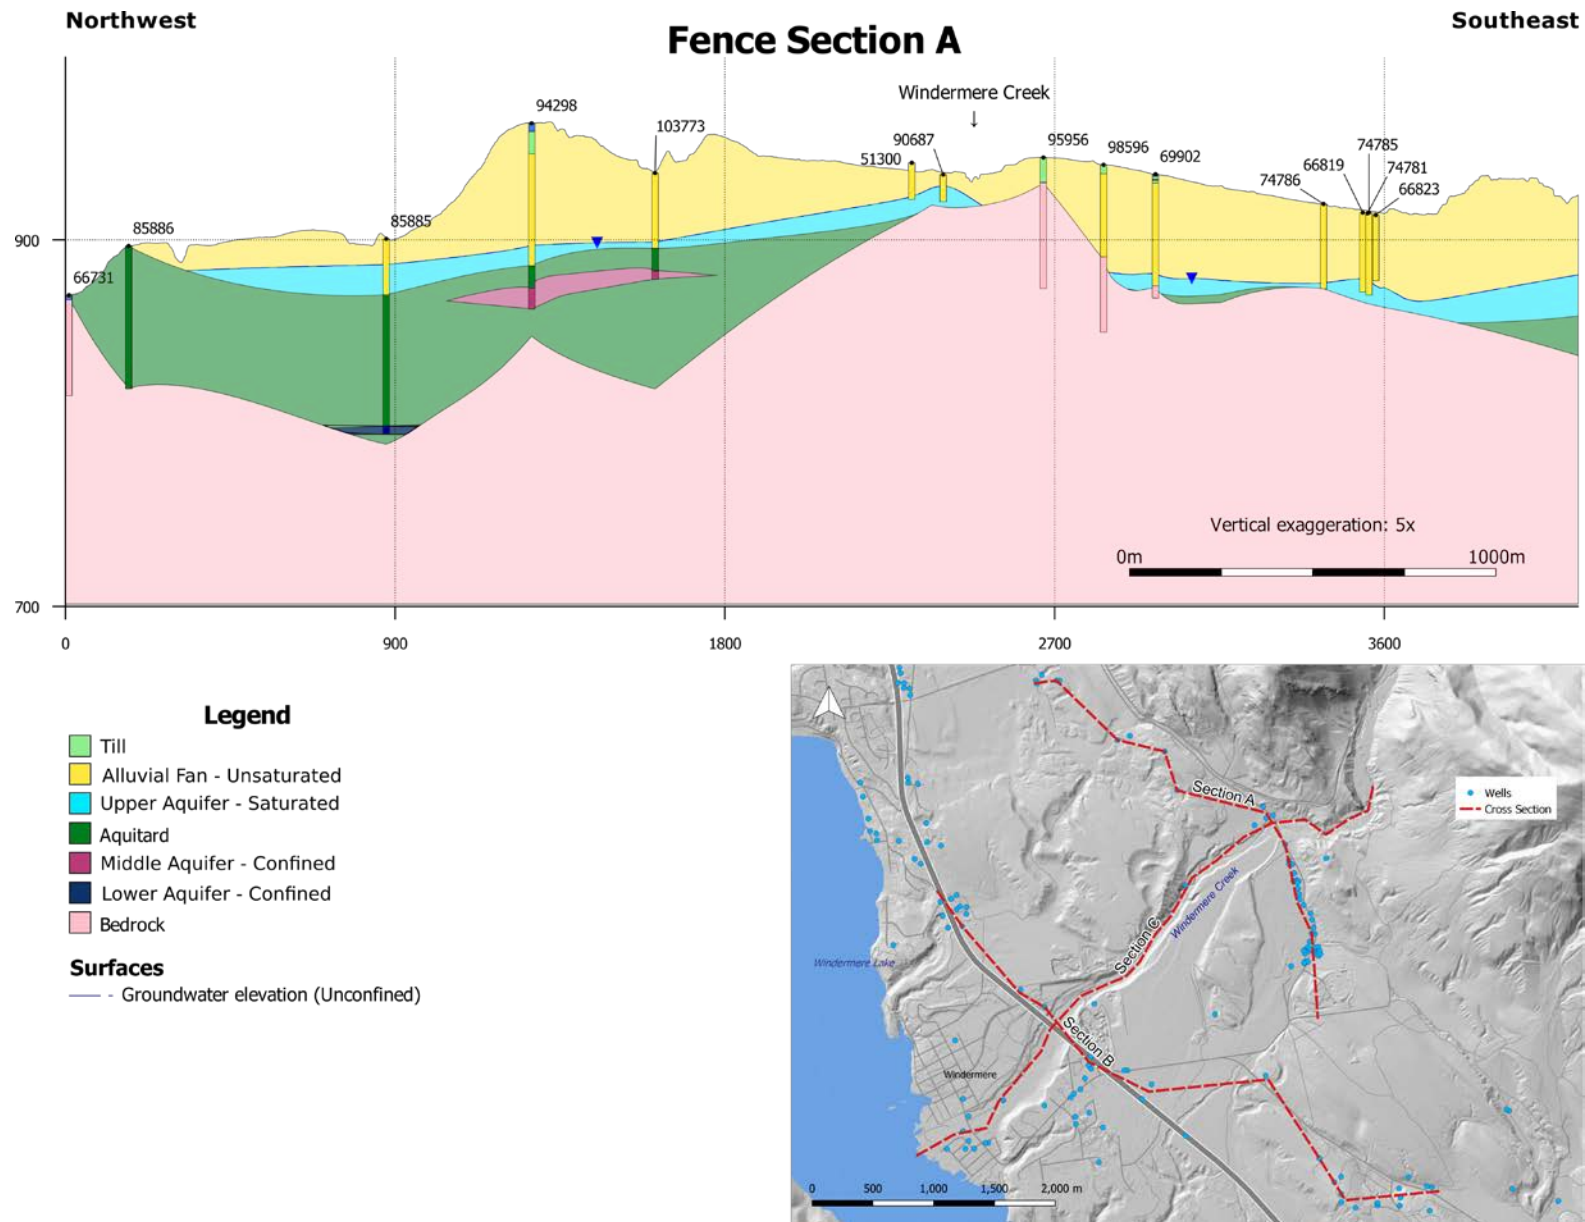 Northwest
Southeast
Fence Section A
Windermere Creek
↓
94298
103773
51300
90687
95956
98596
69902
74785
66819
74781
74786
66823
85886
85885
66731
900
700
Vertical exaggeration: 5x
0m
1000m
0
900
1800
2700
3600
Legend
Till
Alluvial Fan - Unsaturated
Upper Aquifer - Saturated
Aquitard
Middle Aquifer - Confined
Lower Aquifer - Confined
Bedrock
Surfaces
Groundwater elevation (Unconfined)
Section A
Wells
Cross Section
Windermere Creek
Section C
Windermere Lake
Section B
Windermere
0 500 1,000 1,500 2,000 m